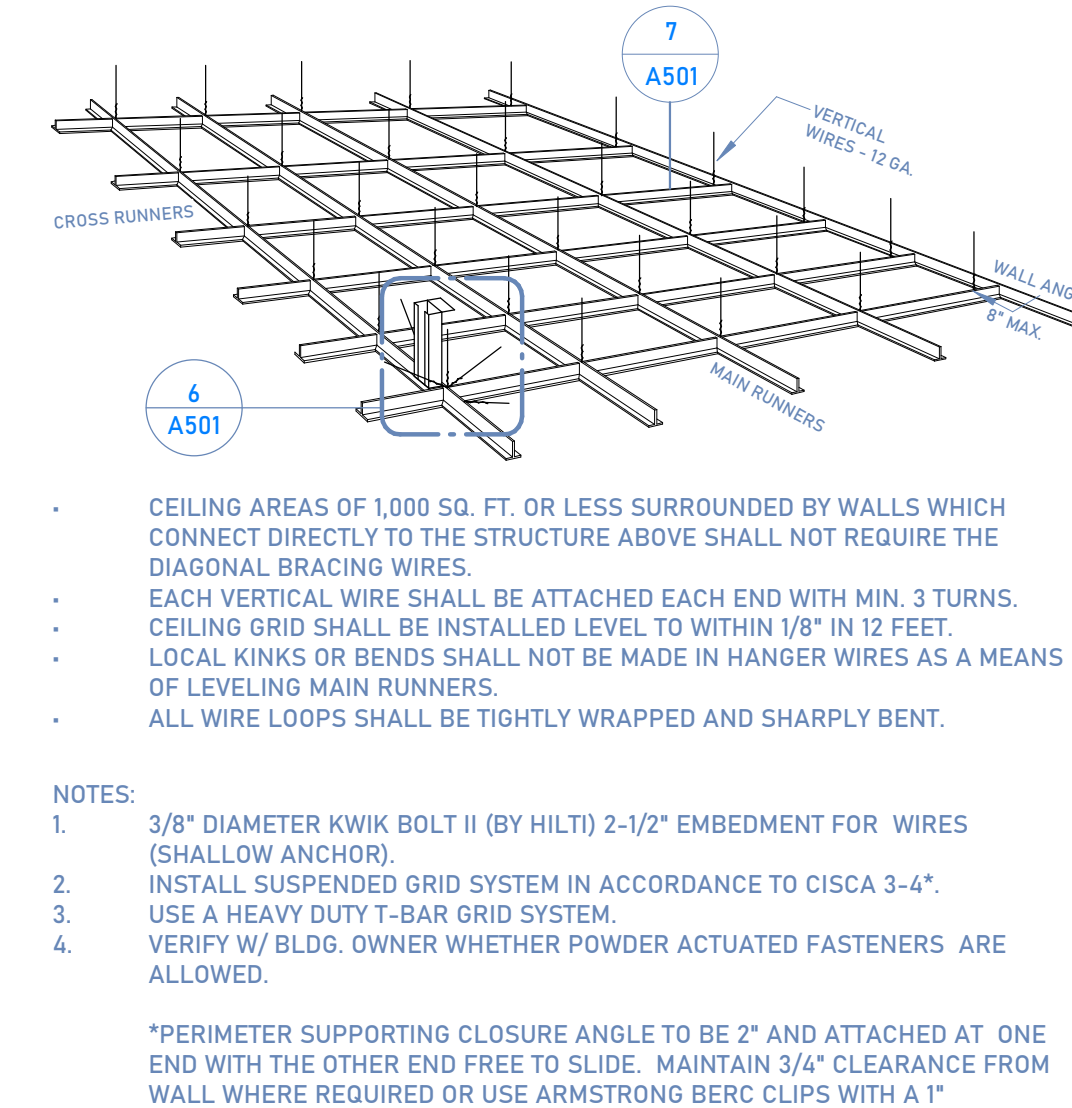 7
A501
VERTICAL
WIRES - 12 GA.
CROSS RUNNERS
WALL ANG
8" MAX.
6
A501
MAIN RUNNERS
▪ CEILING AREAS OF 1,000 SQ. FT. OR LESS SURROUNDED BY WALLS WHICH
CONNECT DIRECTLY TO THE STRUCTURE ABOVE SHALL NOT REQUIRE THE
DIAGONAL BRACING WIRES.
▪ EACH VERTICAL WIRE SHALL BE ATTACHED EACH END WITH MIN. 3 TURNS.
▪ CEILING GRID SHALL BE INSTALLED LEVEL TO WITHIN 1/8" IN 12 FEET.
▪ LOCAL KINKS OR BENDS SHALL NOT BE MADE IN HANGER WIRES AS A MEANS
OF LEVELING MAIN RUNNERS.
▪ ALL WIRE LOOPS SHALL BE TIGHTLY WRAPPED AND SHARPLY BENT.
NOTES:
1. 3/8" DIAMETER KWIK BOLT II (BY HILTI) 2-1/2" EMBEDMENT FOR WIRES
(SHALLOW ANCHOR).
2. INSTALL SUSPENDED GRID SYSTEM IN ACCORDANCE TO CISCA 3-4*.
3. USE A HEAVY DUTY T-BAR GRID SYSTEM.
4. VERIFY W/ BLDG. OWNER WHETHER POWDER ACTUATED FASTENERS ARE
ALLOWED.
*PERIMETER SUPPORTING CLOSURE ANGLE TO BE 2" AND ATTACHED AT ONE
END WITH THE OTHER END FREE TO SLIDE. MAINTAIN 3/4" CLEARANCE FROM
WALL WHERE REQUIRED OR USE ARMSTRONG BERC CLIPS WITH A 1"